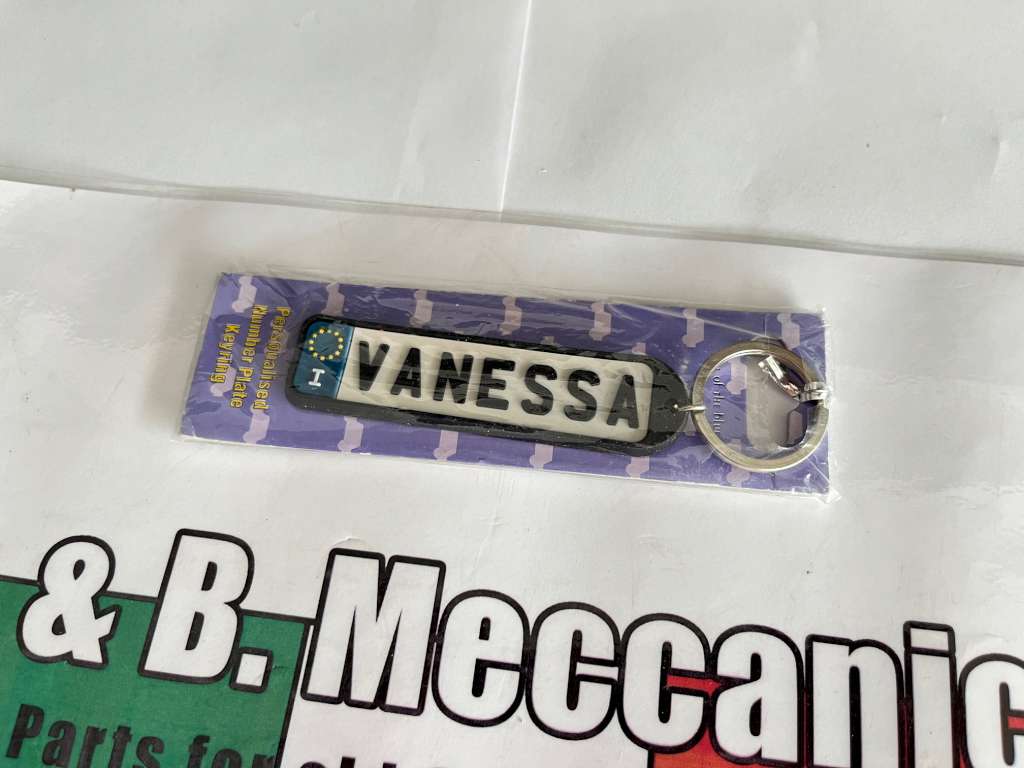 Personalised
Number Plate
Keyring
I
VANESSA
& B. Meccanic
Parts for